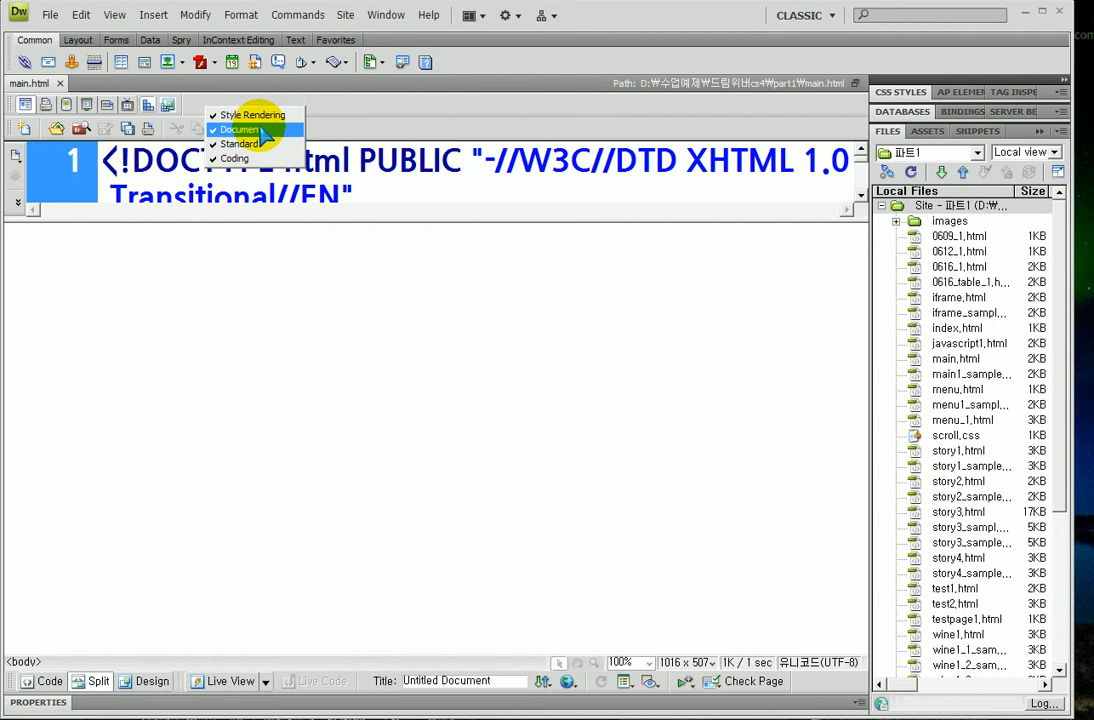 Dw File Edit View Insert Modify Format Commands Site Window Help CLASSIC
Common Layout Forms Data Spry InContext Editing Text Favorites
main.html Path: D:₩수업예제₩드림위버cs4₩part1₩main.html
Style Rendering
Document
Standard
Coding
1 <!DOCTYPE html PUBLIC "-//W3C//DTD XHTML 1.0
Transitional//EN"
CSS STYLES AP ELEMEN TAG INSPE
DATABASES BINDINGS SERVER BE
FILES ASSETS SNIPPETS
파트1 Local view
Local Files Size
Site - 파트1 (D:₩...
images
0609_1.html 1KB
0612_1.html 1KB
0616_1.html 2KB
0616_table_1.h... 2KB
iframe.html 2KB
iframe_sampl... 2KB
index.html 2KB
javascript1.html 2KB
main.html 2KB
main1_sample... 2KB
menu.html 2KB
menu1_sampl... 2KB
menu_1.html 2KB
scroll.css 1KB
story1.html 3KB
story1_sample... 3KB
story2.html 2KB
story2_sample... 2KB
story3.html 17KB
story3_sampl... 5KB
story3_sample... 5KB
story4.html 3KB
story4_sample... 3KB
test1.html 2KB
test2.html 3KB
testpage1.html 2KB
wine1.html 3KB
wine1_1_sam... 3KB
wine1_2_sam... 3KB
<body> 100% 1016 x 507 1K / 1 sec 유니코드(UTF-8)
Code Split Design Live View Live Code Title: Untitled Document Check Page
PROPERTIES Log...